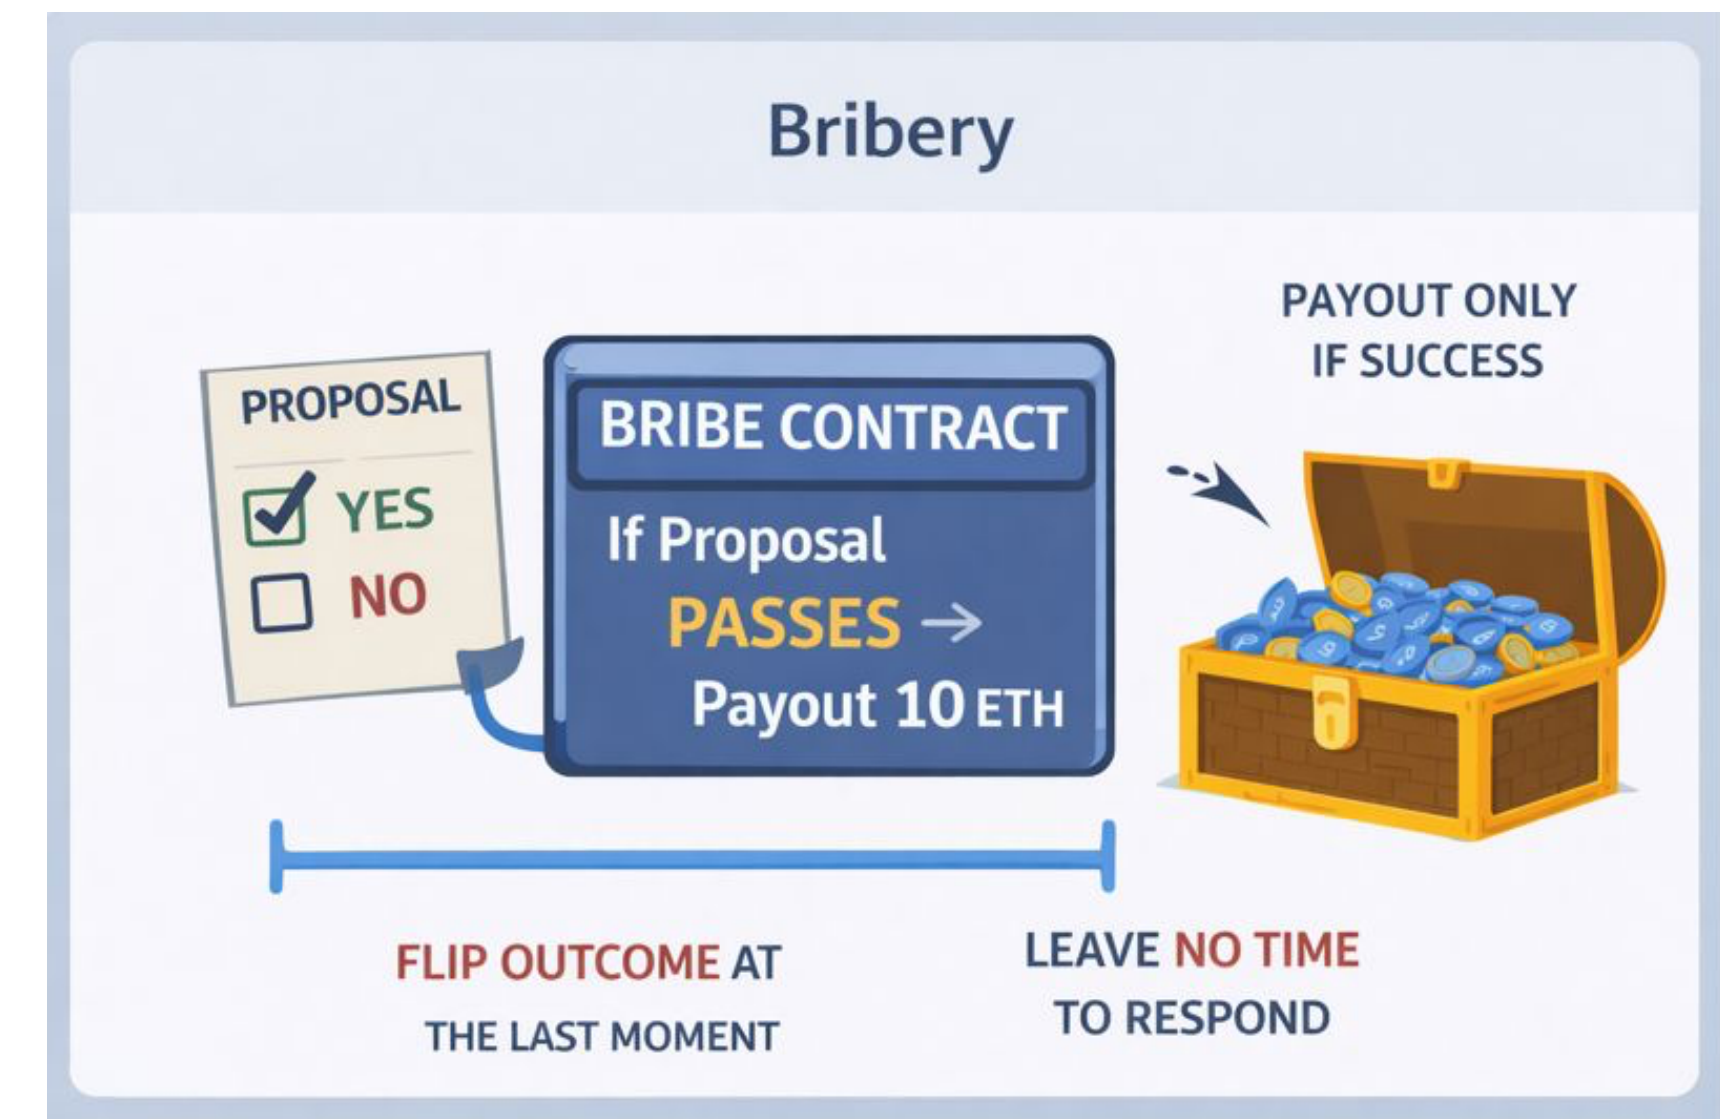 Bribery
PAYOUT ONLY
IF SUCCESS
PROPOSAL
YES
NO
BRIBE CONTRACT
If Proposal
PASSES →
Payout 10 ETH
FLIP OUTCOME AT
THE LAST MOMENT
LEAVE NO TIME
TO RESPOND